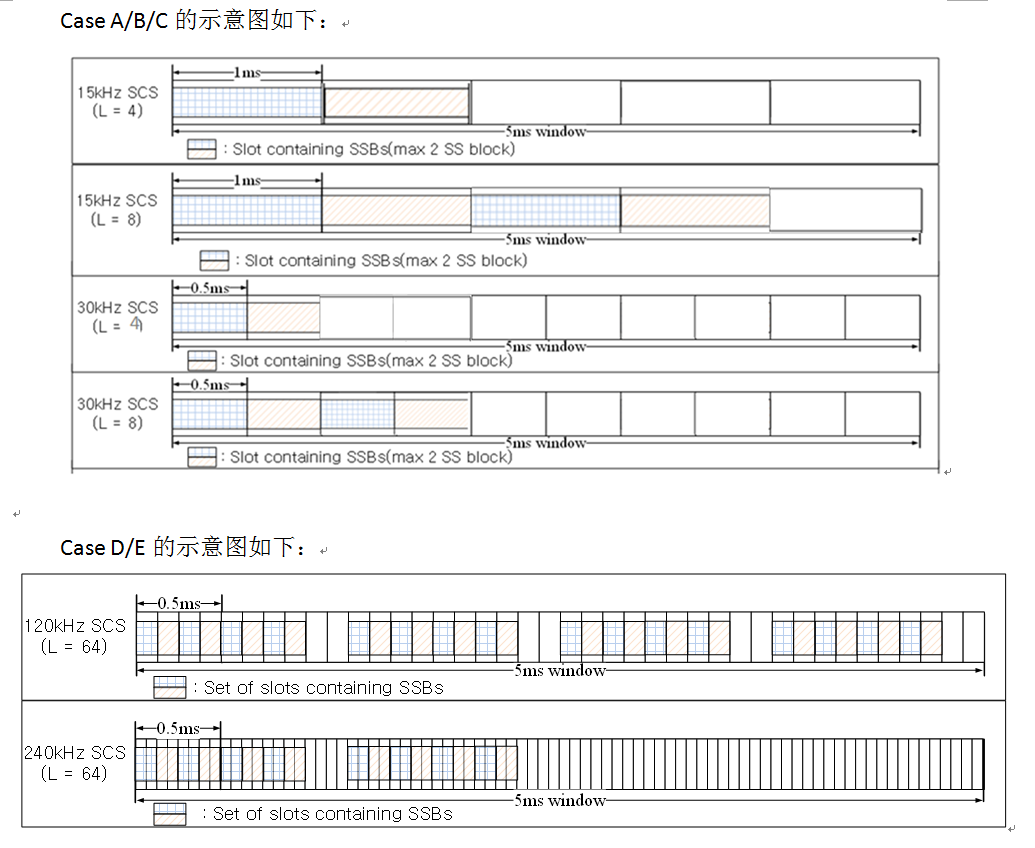 Case A/B/C 的示意图如下：
1ms
15kHz SCS
(L = 4)
5ms window
: Slot containing SSBs(max 2 SS block)
1ms
15kHz SCS
(L = 8)
5ms window
: Slot containing SSBs(max 2 SS block)
0.5ms
30kHz SCS
(L = 4)
5ms window
: Slot containing SSBs(max 2 SS block)
0.5ms
30kHz SCS
(L = 8)
5ms window
: Slot containing SSBs(max 2 SS block)
Case D/E 的示意图如下：
0.5ms
120kHz SCS
(L = 64)
5ms window
: Set of slots containing SSBs
0.5ms
240kHz SCS
(L = 64)
5ms window
: Set of slots containing SSBs